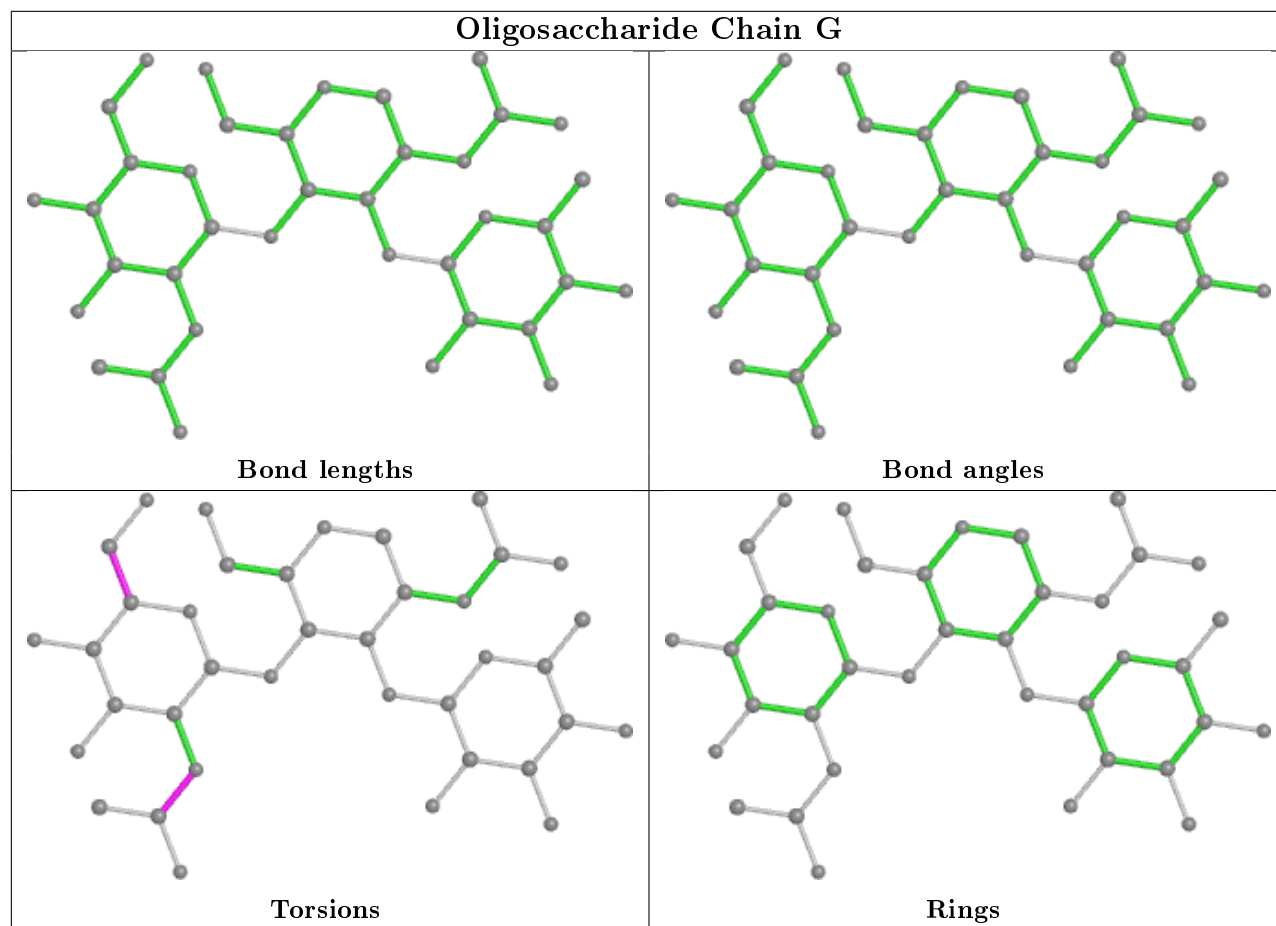 Oligosaccharide Chain G
Bond lengths
Bond angles
Torsions
Rings